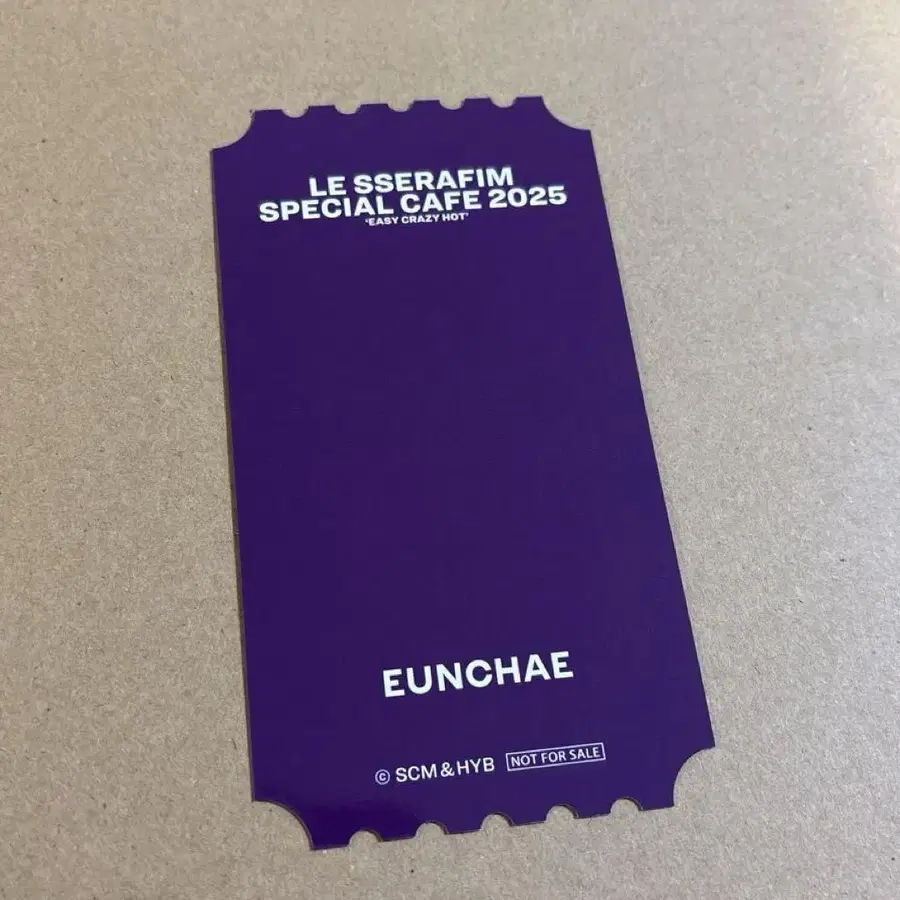 LE SSERAFIM
SPECIAL CAFE 2025
'EASY CRAZY HOT'
EUNCHAE
© SCM & HYB NOT FOR SALE